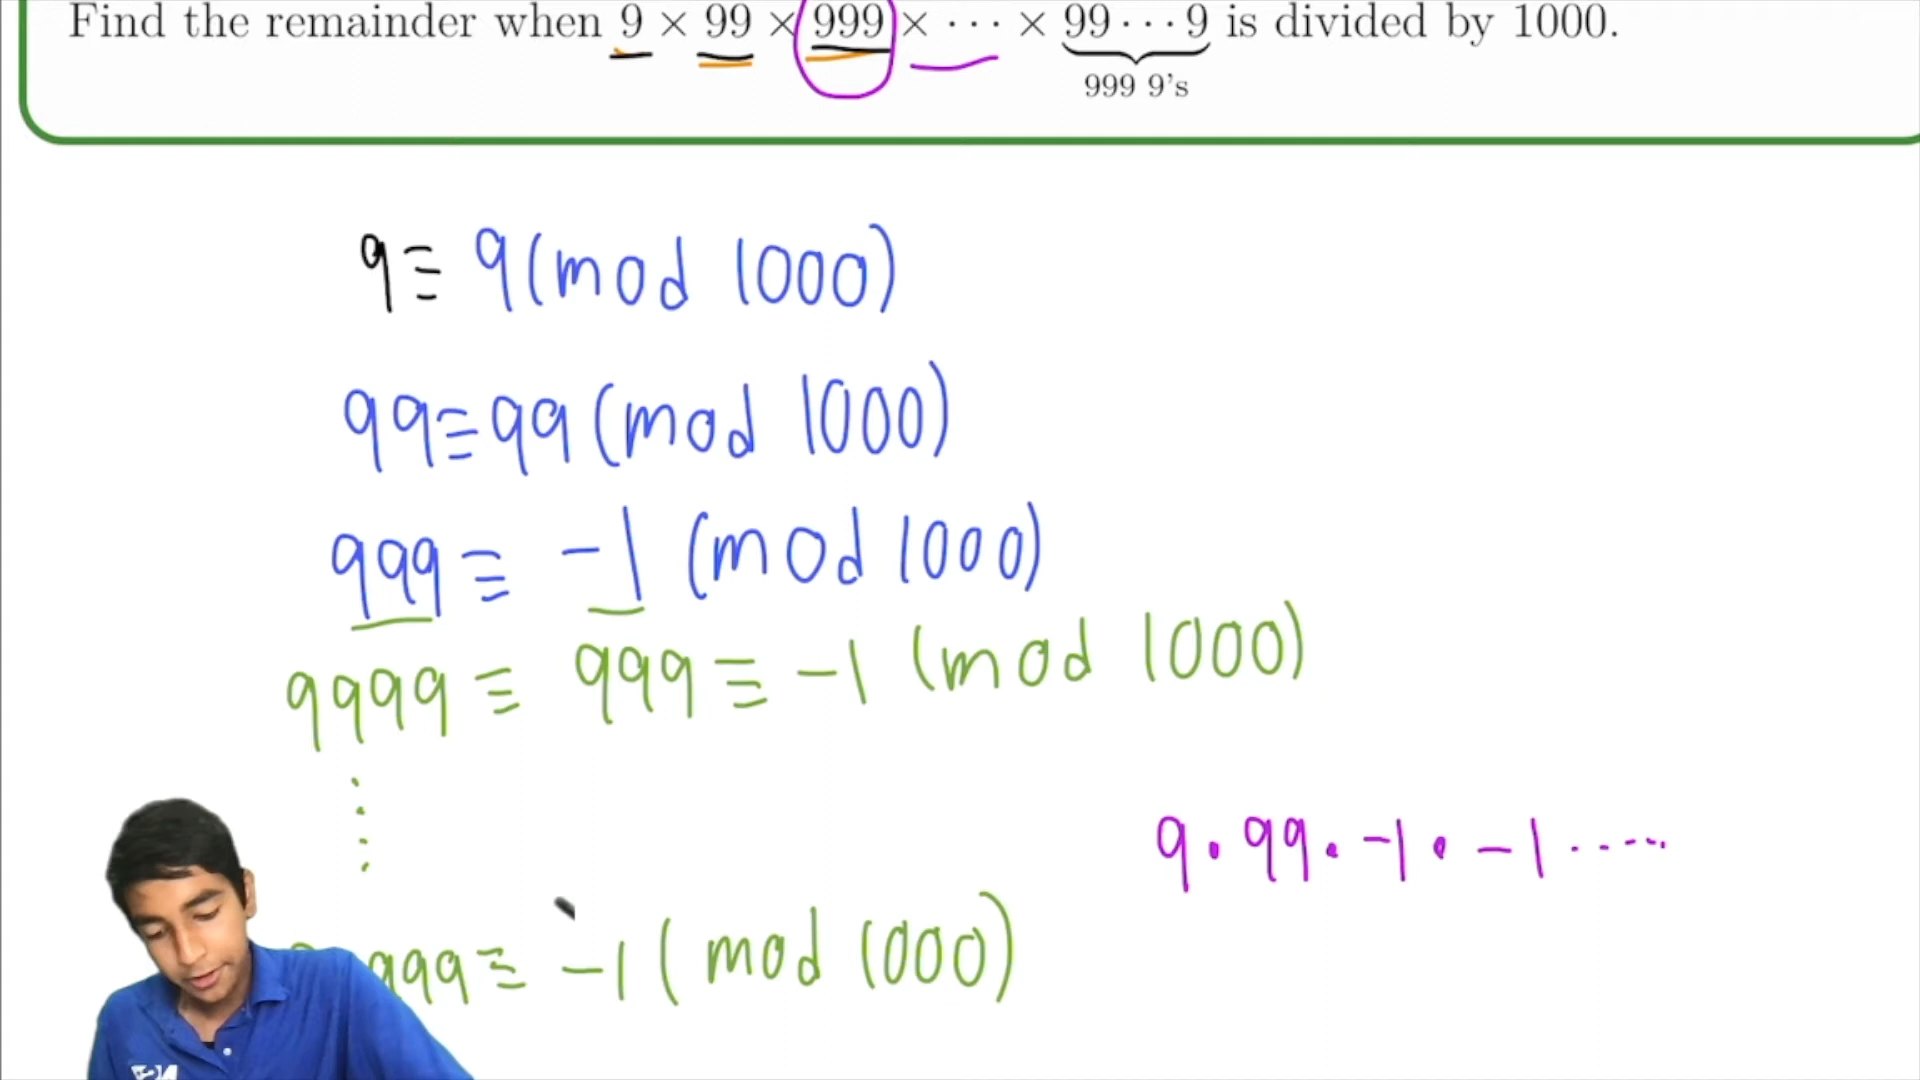 Find the remainder when 9 × 99 × 999 × ··· × 99···9 is divided by 1000.
999 9's
9 ≡ 9 (mod 1000)
99 ≡ 99 (mod 1000)
999 ≡ -1 (mod 1000)
9999 ≡ 999 ≡ -1 (mod 1000)
⋮
9 · 99 · -1 · -1 ·····
999 ≡ -1 (mod 1000)